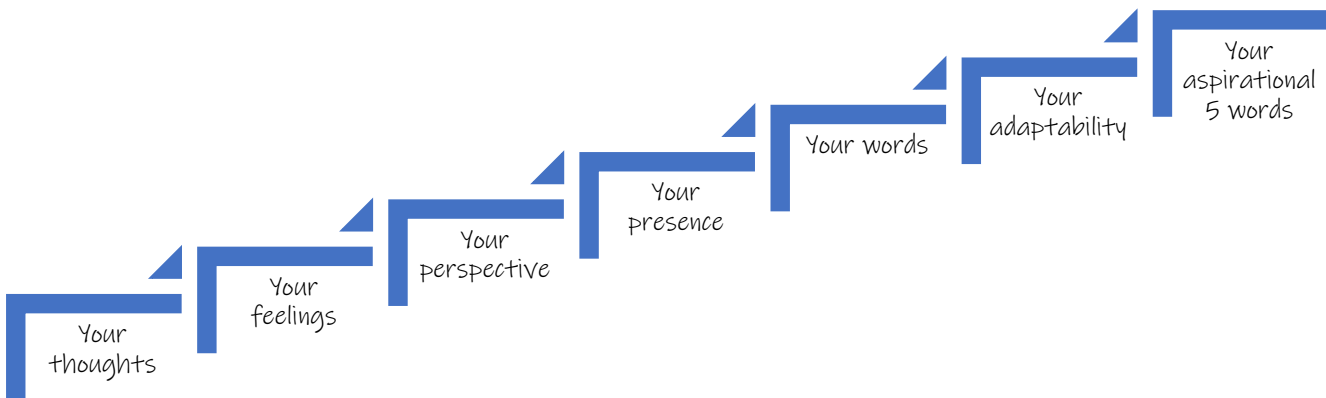 Your
thoughts
Your
feelings
Your
perspective
Your
presence
Your words
Your
adaptability
Your
aspirational
5 words